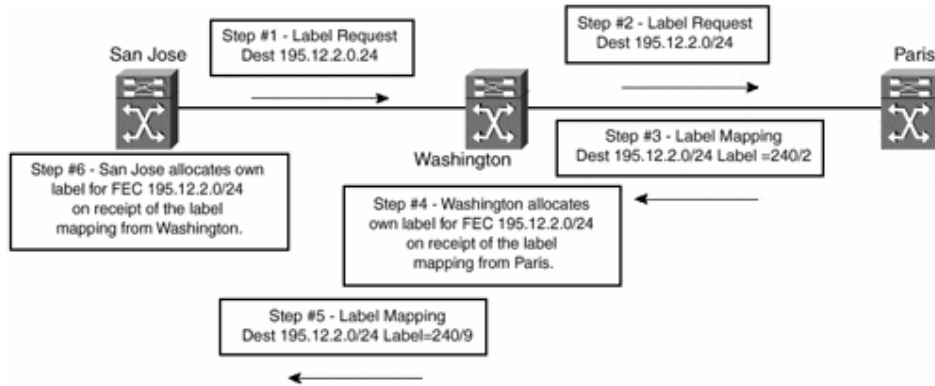 Step #1 - Label Request
Dest 195.12.2.0.24
Step #2 - Label Request
Dest 195.12.2.0/24
San Jose
Paris
Washington
Step #3 - Label Mapping
Dest 195.12.2.0/24 Label =240/2
Step #6 - San Jose allocates own
label for FEC 195.12.2.0/24
on receipt of the label
mapping from Washington.
Step #4 - Washington allocates
own label for FEC 195.12.2.0/24
on receipt of the label
mapping from Paris.
Step #5 - Label Mapping
Dest 195.12.2.0/24 Label=240/9